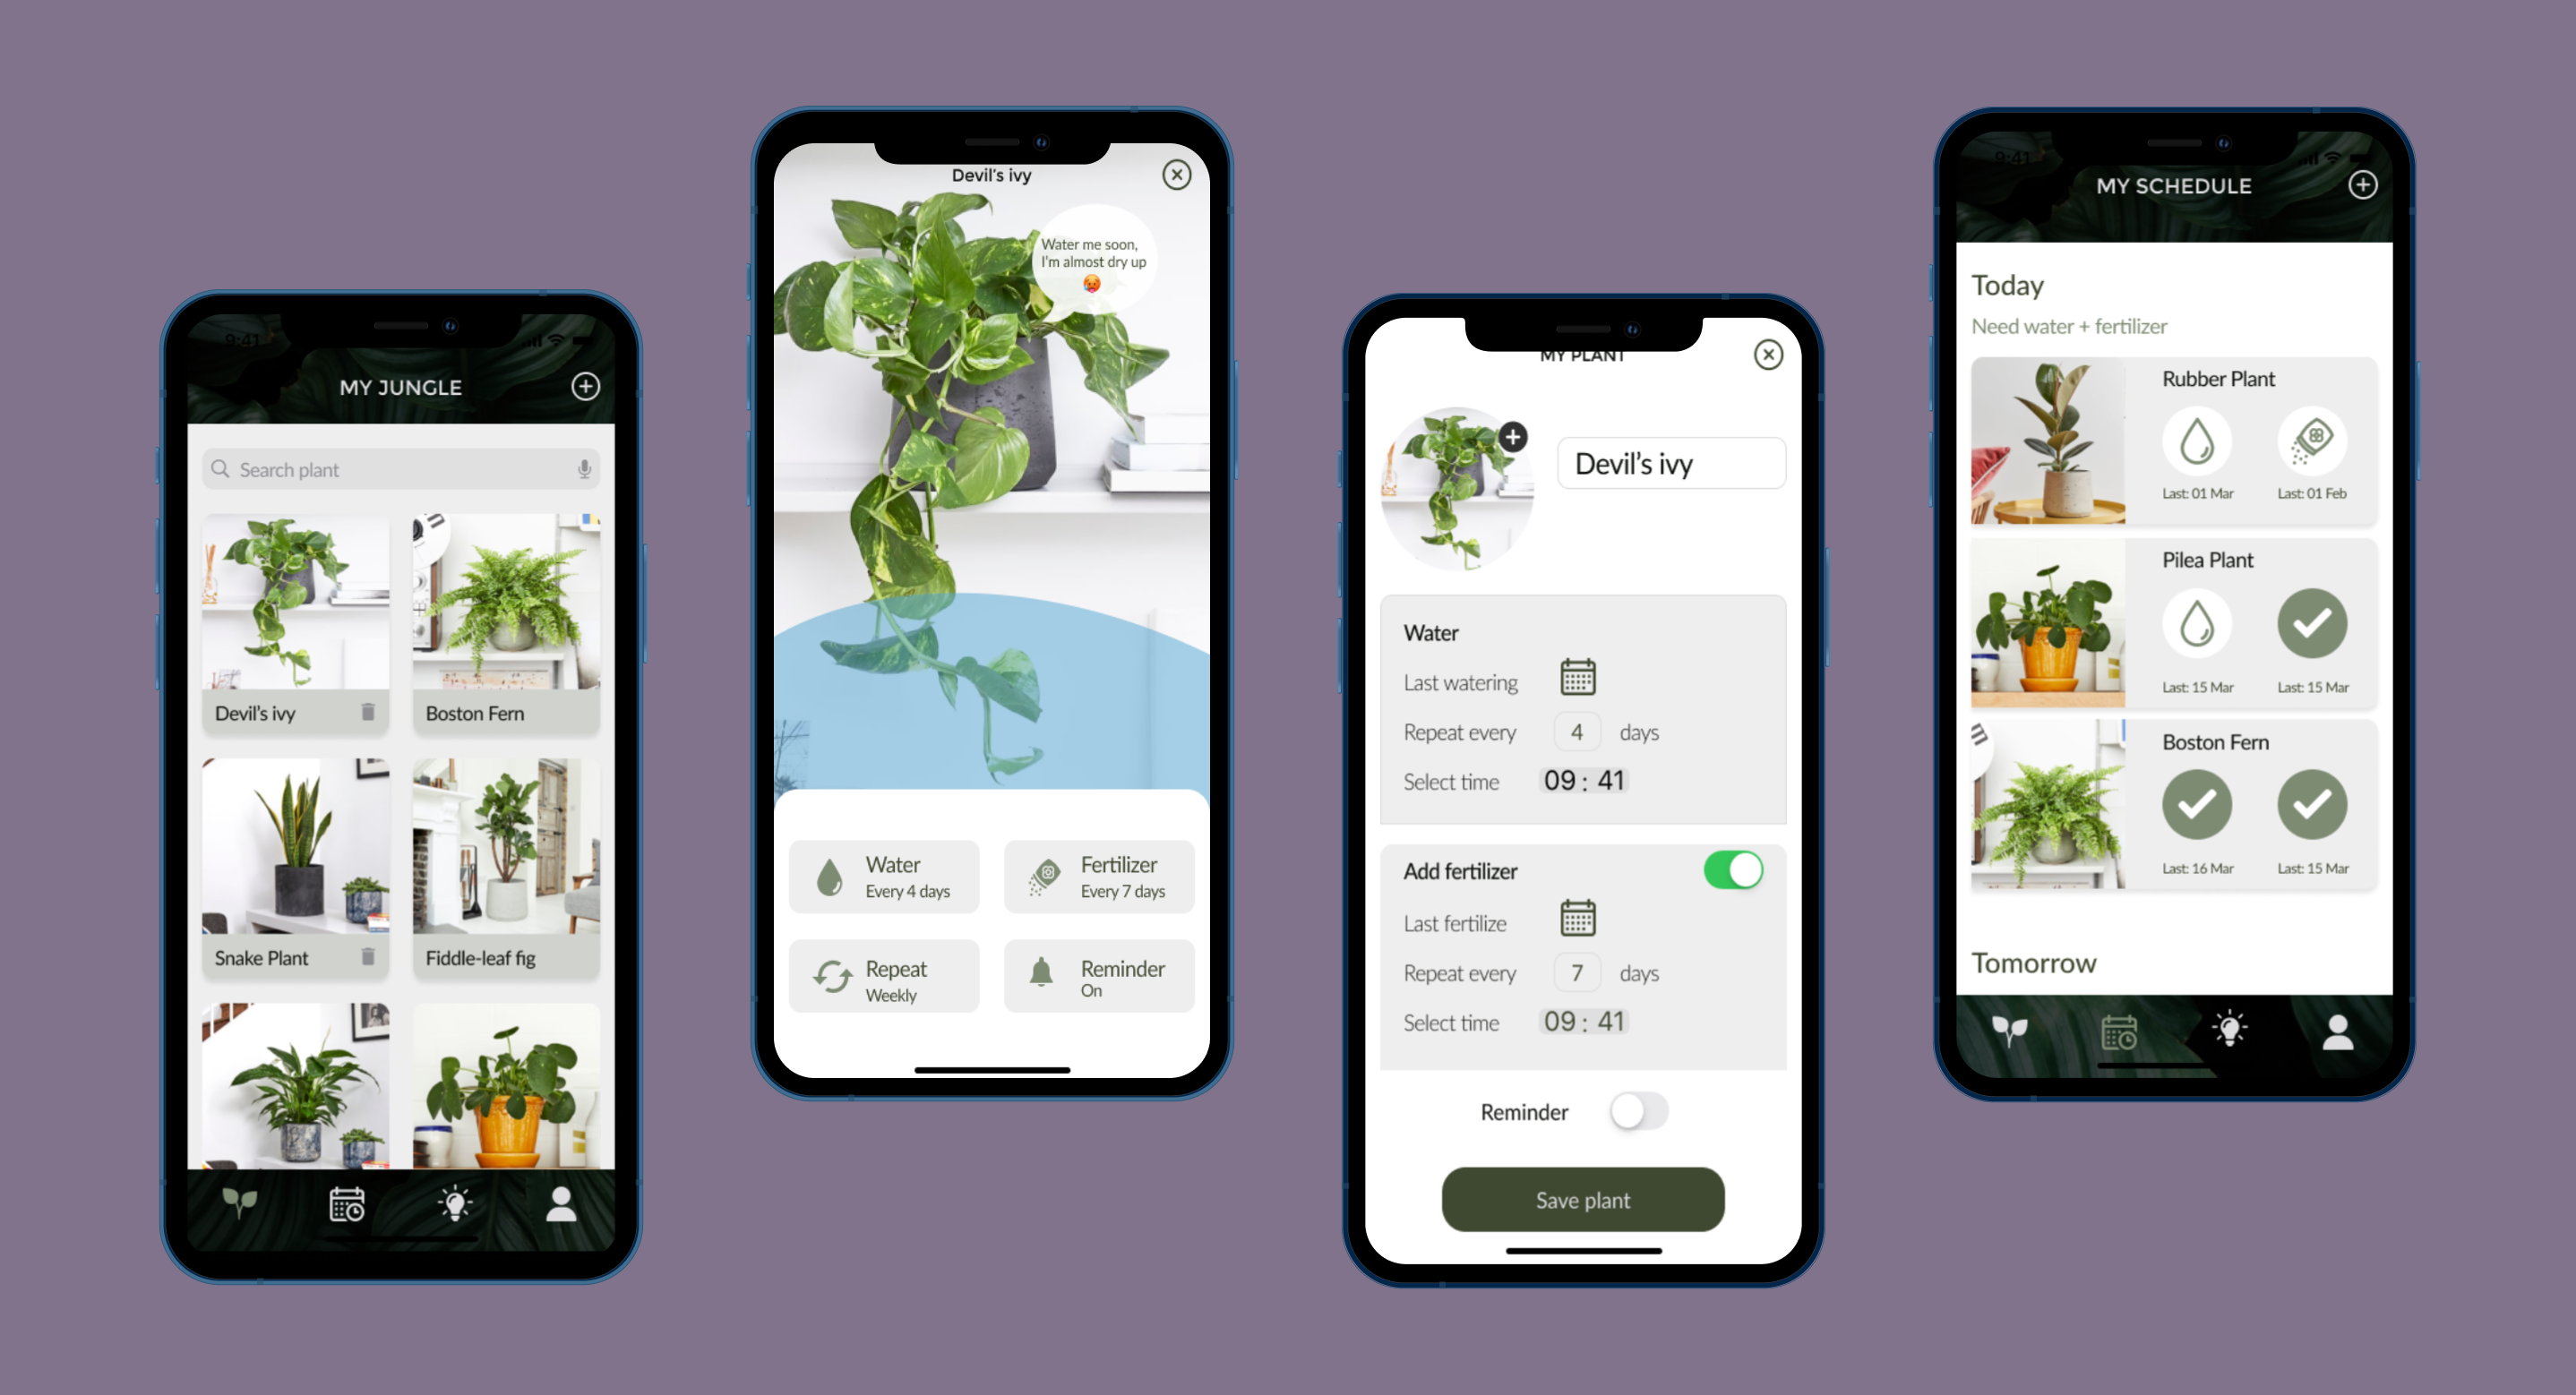 9:41
MY JUNGLE
Search plant
Devil's ivy
Boston Fern
Snake Plant
Fiddle-leaf fig
Devil's ivy
Water me soon,
I'm almost dry up
Water
Every 4 days
Fertilizer
Every 7 days
Repeat
Weekly
Reminder
On
MY PLANT
Devil's ivy
Water
Last watering
Repeat every 4 days
Select time 09 : 41
Add fertilizer
Last fertilize
Repeat every 7 days
Select time 09 : 41
Reminder
Save plant
9:41
MY SCHEDULE
Today
Need water + fertilizer
Rubber Plant
Last: 01 Mar
Last: 01 Feb
Pilea Plant
Last: 15 Mar
Last: 15 Mar
Boston Fern
Last: 16 Mar
Last: 15 Mar
Tomorrow